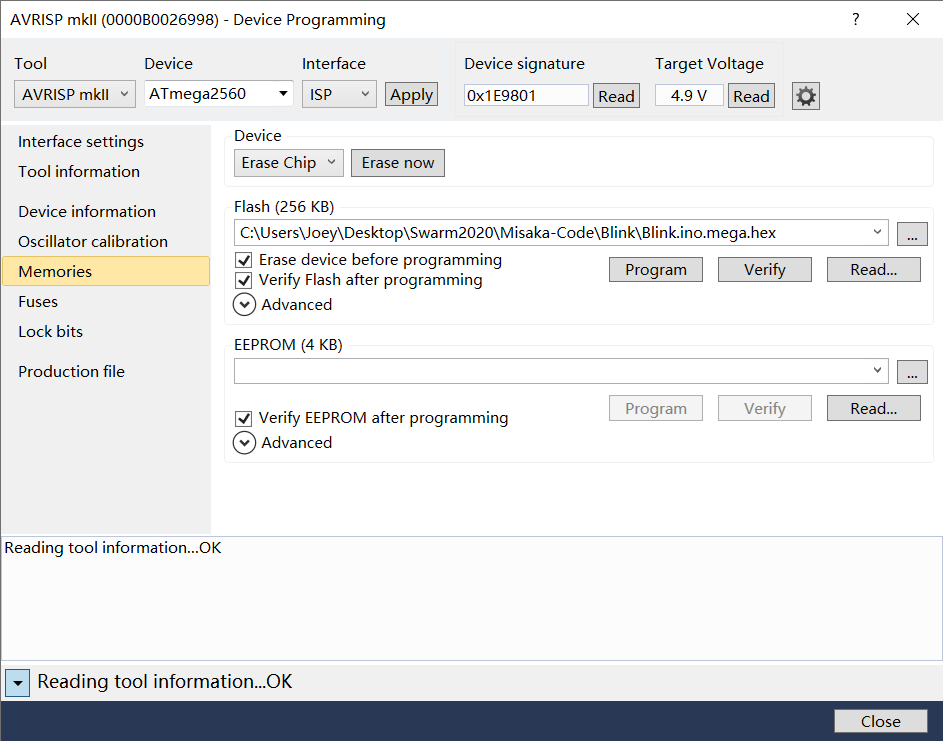 AVRISP mkII (0000B0026998) - Device Programming ?
Tool Device Interface Device signature Target Voltage
AVRISP mkII ATmega2560 ISP Apply 0x1E9801 Read 4.9 V Read
Interface settings
Tool information
Device information
Oscillator calibration
Memories
Fuses
Lock bits
Production file
Device
Erase Chip Erase now
Flash (256 KB)
C:\Users\Joey\Desktop\Swarm2020\Misaka-Code\Blink\Blink.ino.mega.hex ...
Erase device before programming
Verify Flash after programming
Program Verify Read...
Advanced
EEPROM (4 KB)
...
Verify EEPROM after programming
Program Verify Read...
Advanced
Reading tool information...OK
Reading tool information...OK
Close